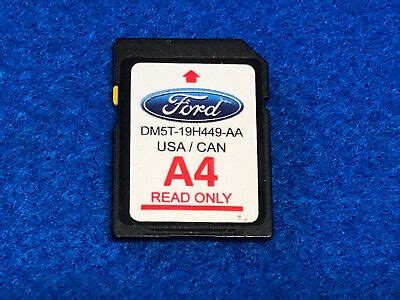 Ford
DM5T-19H449-AA
USA / CAN
A4
READ ONLY